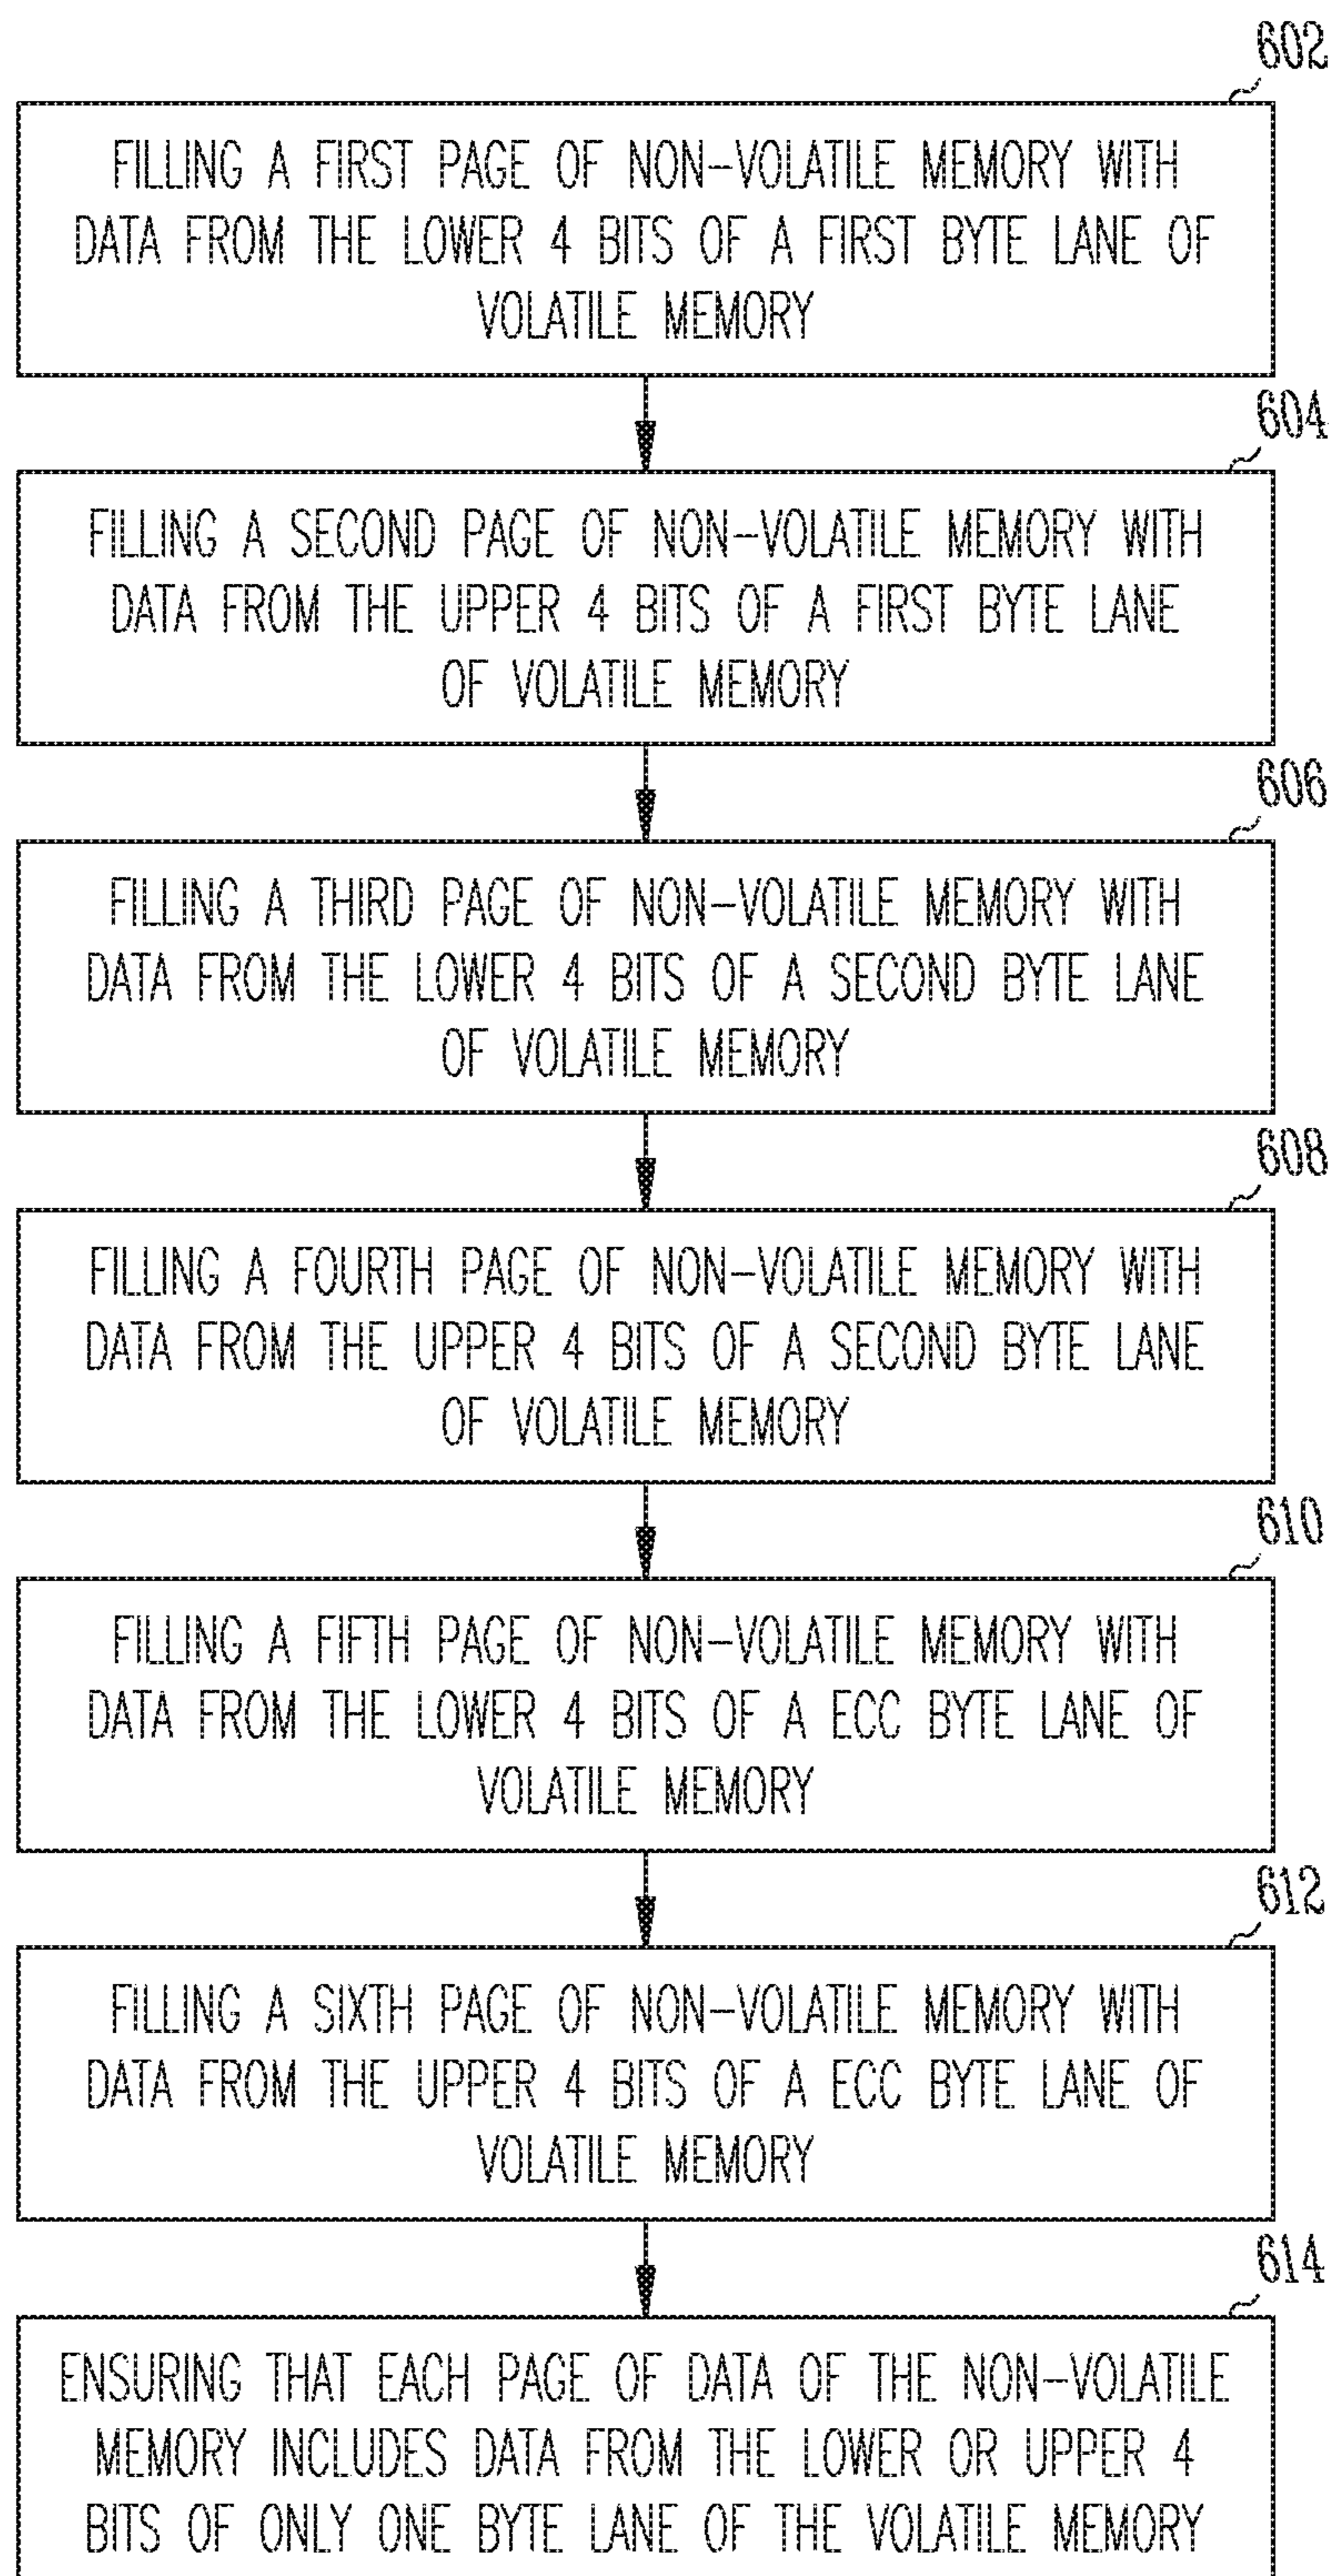 602
FILLING A FIRST PAGE OF NON-VOLATILE MEMORY WITH
DATA FROM THE LOWER 4 BITS OF A FIRST BYTE LANE OF
VOLATILE MEMORY
604
FILLING A SECOND PAGE OF NON-VOLATILE MEMORY WITH
DATA FROM THE UPPER 4 BITS OF A FIRST BYTE LANE
OF VOLATILE MEMORY
606
FILLING A THIRD PAGE OF NON-VOLATILE MEMORY WITH
DATA FROM THE LOWER 4 BITS OF A SECOND BYTE LANE
OF VOLATILE MEMORY
608
FILLING A FOURTH PAGE OF NON-VOLATILE MEMORY WITH
DATA FROM THE UPPER 4 BITS OF A SECOND BYTE LANE
OF VOLATILE MEMORY
610
FILLING A FIFTH PAGE OF NON-VOLATILE MEMORY WITH
DATA FROM THE LOWER 4 BITS OF A ECC BYTE LANE OF
VOLATILE MEMORY
612
FILLING A SIXTH PAGE OF NON-VOLATILE MEMORY WITH
DATA FROM THE UPPER 4 BITS OF A ECC BYTE LANE OF
VOLATILE MEMORY
614
ENSURING THAT EACH PAGE OF DATA OF THE NON-VOLATILE
MEMORY INCLUDES DATA FROM THE LOWER OR UPPER 4
BITS OF ONLY ONE BYTE LANE OF THE VOLATILE MEMORY